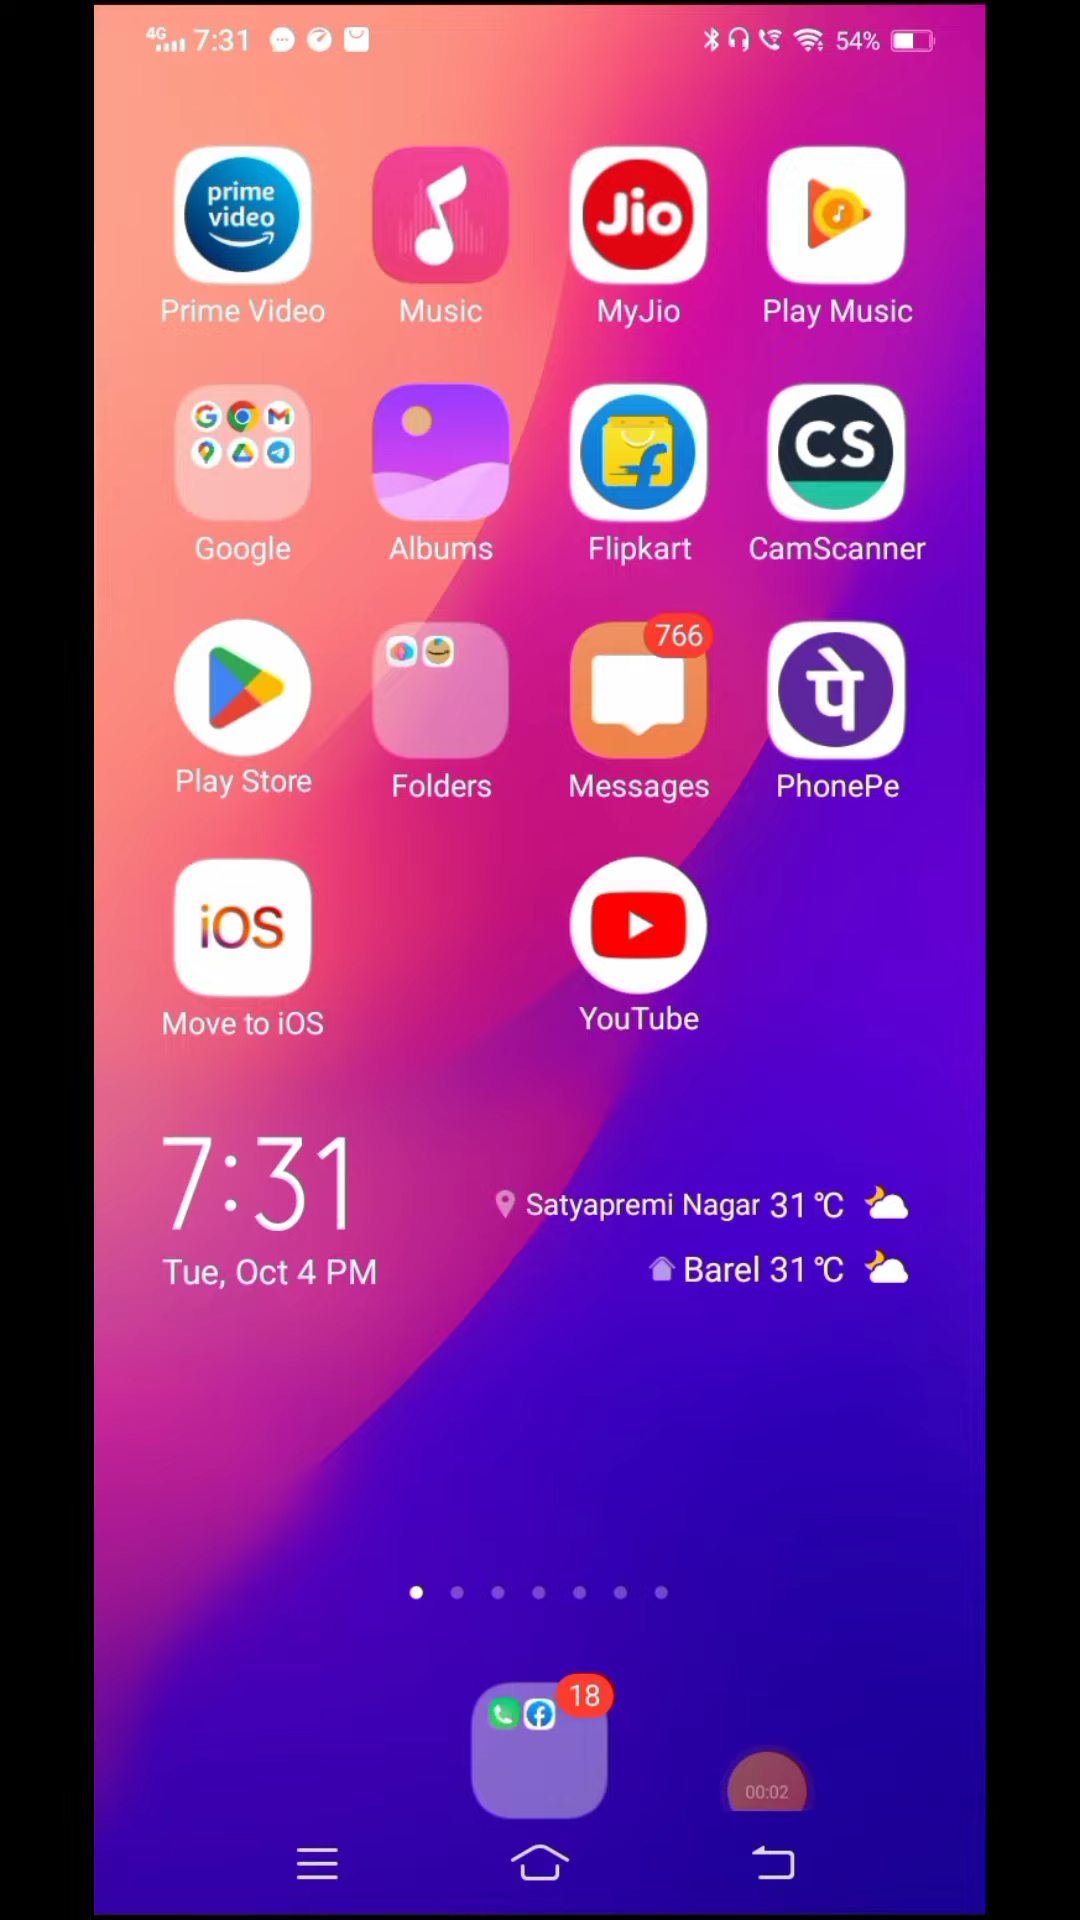 4G 7:31 54%
prime
video
Jio
Prime Video Music MyJio Play Music
CS
Google Albums Flipkart CamScanner
766
पे
Play Store Folders Messages PhonePe
iOS
Move to iOS YouTube
7:31
Satyapremi Nagar 31 °C
Tue, Oct 4 PM
Barel 31 °C
18
00:02